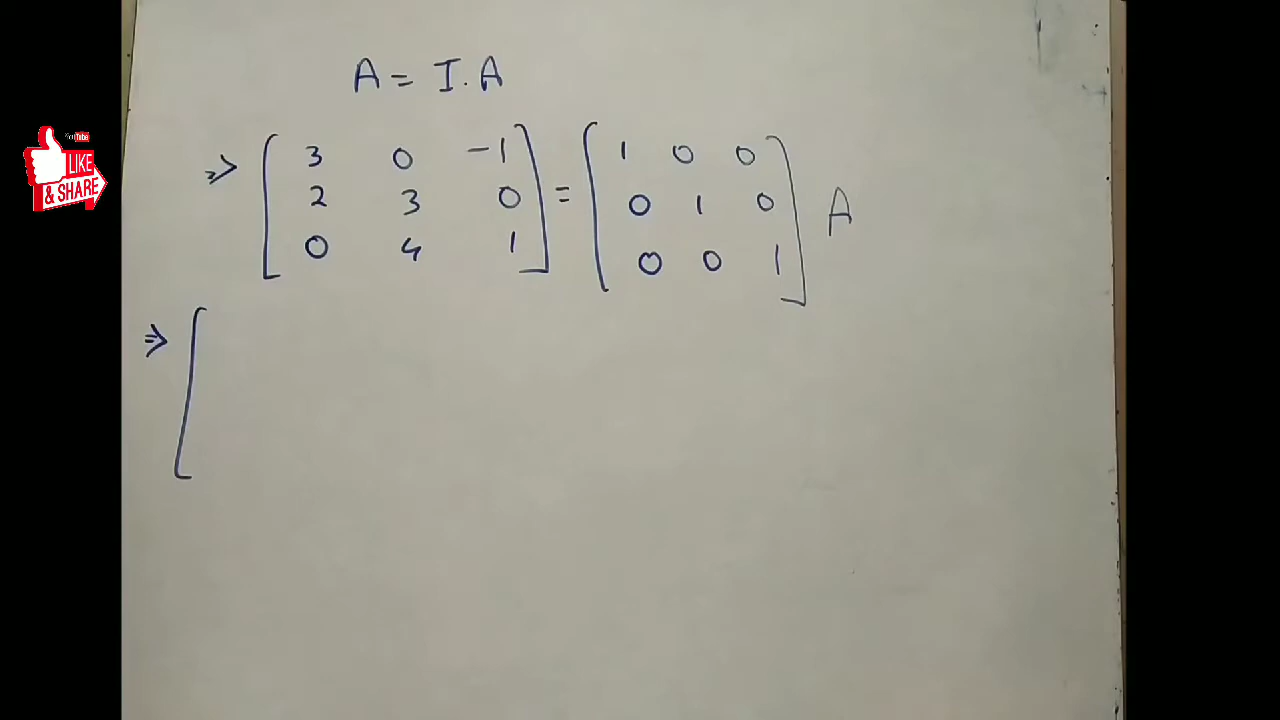 A = I.A
⇒ [ 3 0 -1 ] = [ 1 0 0 ] A
2 3 0 0 1 0
0 4 1 0 0 1
⇒ [
YouTube
LIKE
& SHARE